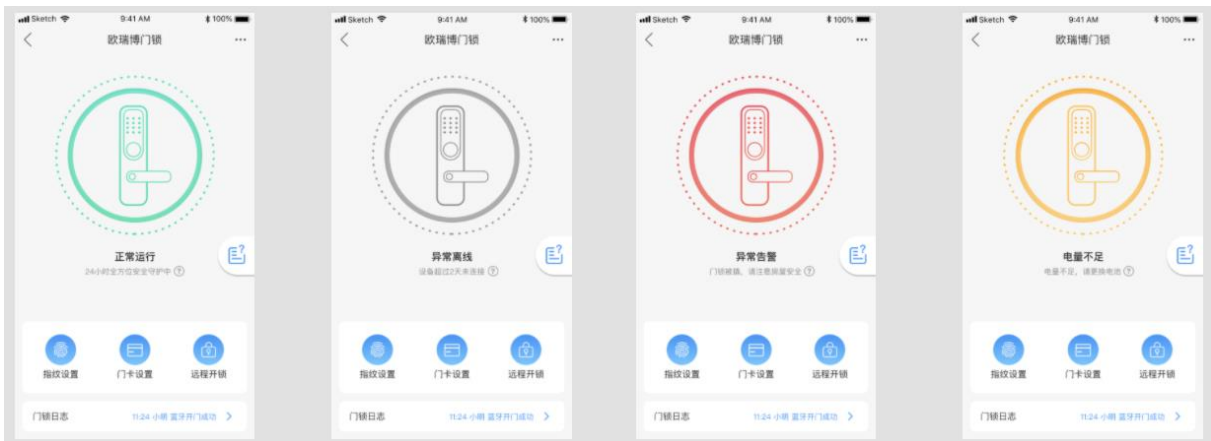 Sketch 9:41 AM 100%
欧瑞博门锁
正常运行
24小时全方位安全守护中 ?
?
指纹设置 门卡设置 远程开锁
门锁日志 11:24 小明 蓝牙开门成功
Sketch 9:41 AM 100%
欧瑞博门锁
异常离线
设备超过2天未连接 ?
?
指纹设置 门卡设置 远程开锁
门锁日志 11:24 小明 蓝牙开门成功
Sketch 9:41 AM 100%
欧瑞博门锁
异常告警
门锁被撬，请注意房屋安全 ?
?
指纹设置 门卡设置 远程开锁
门锁日志 11:24 小明 蓝牙开门成功
Sketch 9:41 AM 100%
欧瑞博门锁
电量不足
电量不足，请更换电池 ?
?
指纹设置 门卡设置 远程开锁
门锁日志 11:24 小明 蓝牙开门成功